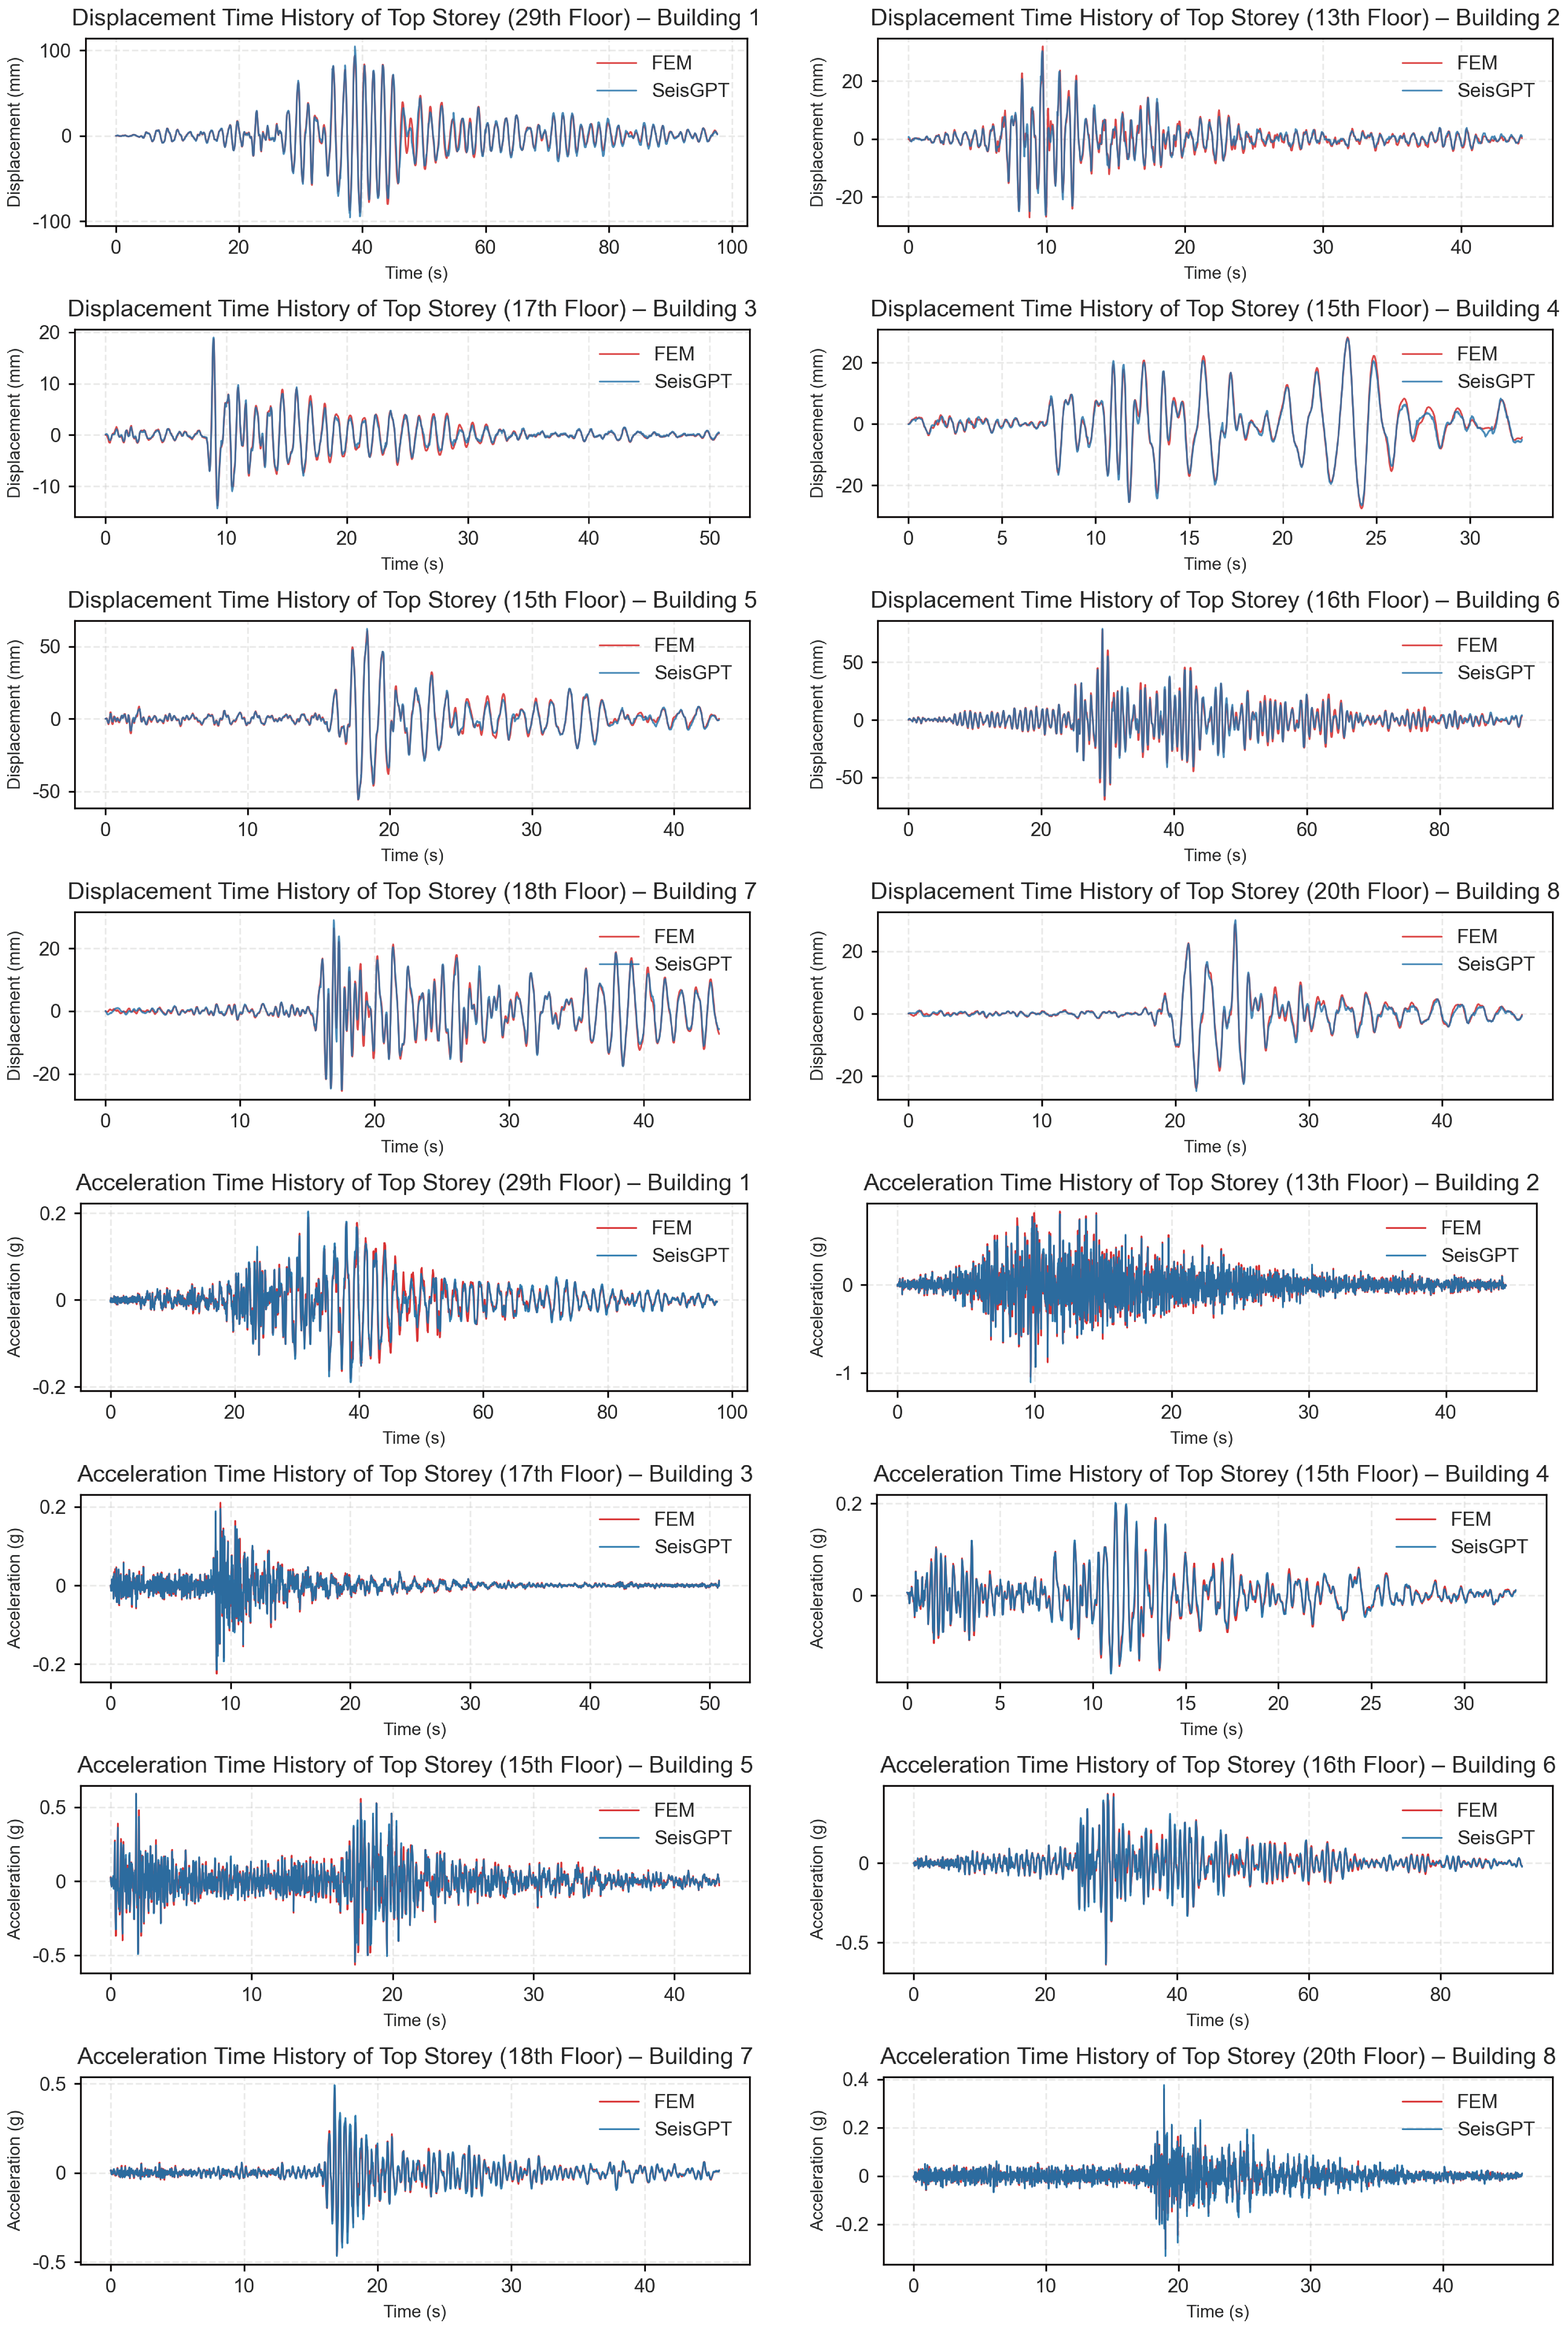 Displacement Time History of Top Storey (29th Floor) – Building 1
Displacement (mm)
100
0
-100
FEM
SeisGPT
0 20 40 60 80 100
Time (s)
Displacement Time History of Top Storey (13th Floor) – Building 2
Displacement (mm)
20
0
-20
FEM
SeisGPT
0 10 20 30 40
Time (s)
Displacement Time History of Top Storey (17th Floor) – Building 3
Displacement (mm)
20
10
0
-10
FEM
SeisGPT
0 10 20 30 40 50
Time (s)
Displacement Time History of Top Storey (15th Floor) – Building 4
Displacement (mm)
20
0
-20
FEM
SeisGPT
0 5 10 15 20 25 30
Time (s)
Displacement Time History of Top Storey (15th Floor) – Building 5
Displacement (mm)
50
0
-50
FEM
SeisGPT
0 10 20 30 40
Time (s)
Displacement Time History of Top Storey (16th Floor) – Building 6
Displacement (mm)
50
0
-50
FEM
SeisGPT
0 20 40 60 80
Time (s)
Displacement Time History of Top Storey (18th Floor) – Building 7
Displacement (mm)
20
0
-20
FEM
SeisGPT
0 10 20 30 40
Time (s)
Displacement Time History of Top Storey (20th Floor) – Building 8
Displacement (mm)
20
0
-20
FEM
SeisGPT
0 10 20 30 40
Time (s)
Acceleration Time History of Top Storey (29th Floor) – Building 1
Acceleration (g)
0.2
0
-0.2
FEM
SeisGPT
0 20 40 60 80 100
Time (s)
Acceleration Time History of Top Storey (13th Floor) – Building 2
Acceleration (g)
0
-1
FEM
SeisGPT
0 10 20 30 40
Time (s)
Acceleration Time History of Top Storey (17th Floor) – Building 3
Acceleration (g)
0.2
0
-0.2
FEM
SeisGPT
0 10 20 30 40 50
Time (s)
Acceleration Time History of Top Storey (15th Floor) – Building 4
Acceleration (g)
0.2
0
FEM
SeisGPT
0 5 10 15 20 25 30
Time (s)
Acceleration Time History of Top Storey (15th Floor) – Building 5
Acceleration (g)
0.5
0
-0.5
FEM
SeisGPT
0 10 20 30 40
Time (s)
Acceleration Time History of Top Storey (16th Floor) – Building 6
Acceleration (g)
0
-0.5
FEM
SeisGPT
0 20 40 60 80
Time (s)
Acceleration Time History of Top Storey (18th Floor) – Building 7
Acceleration (g)
0.5
0
-0.5
FEM
SeisGPT
0 10 20 30 40
Time (s)
Acceleration Time History of Top Storey (20th Floor) – Building 8
Acceleration (g)
0.4
0.2
0
-0.2
FEM
SeisGPT
0 10 20 30 40
Time (s)